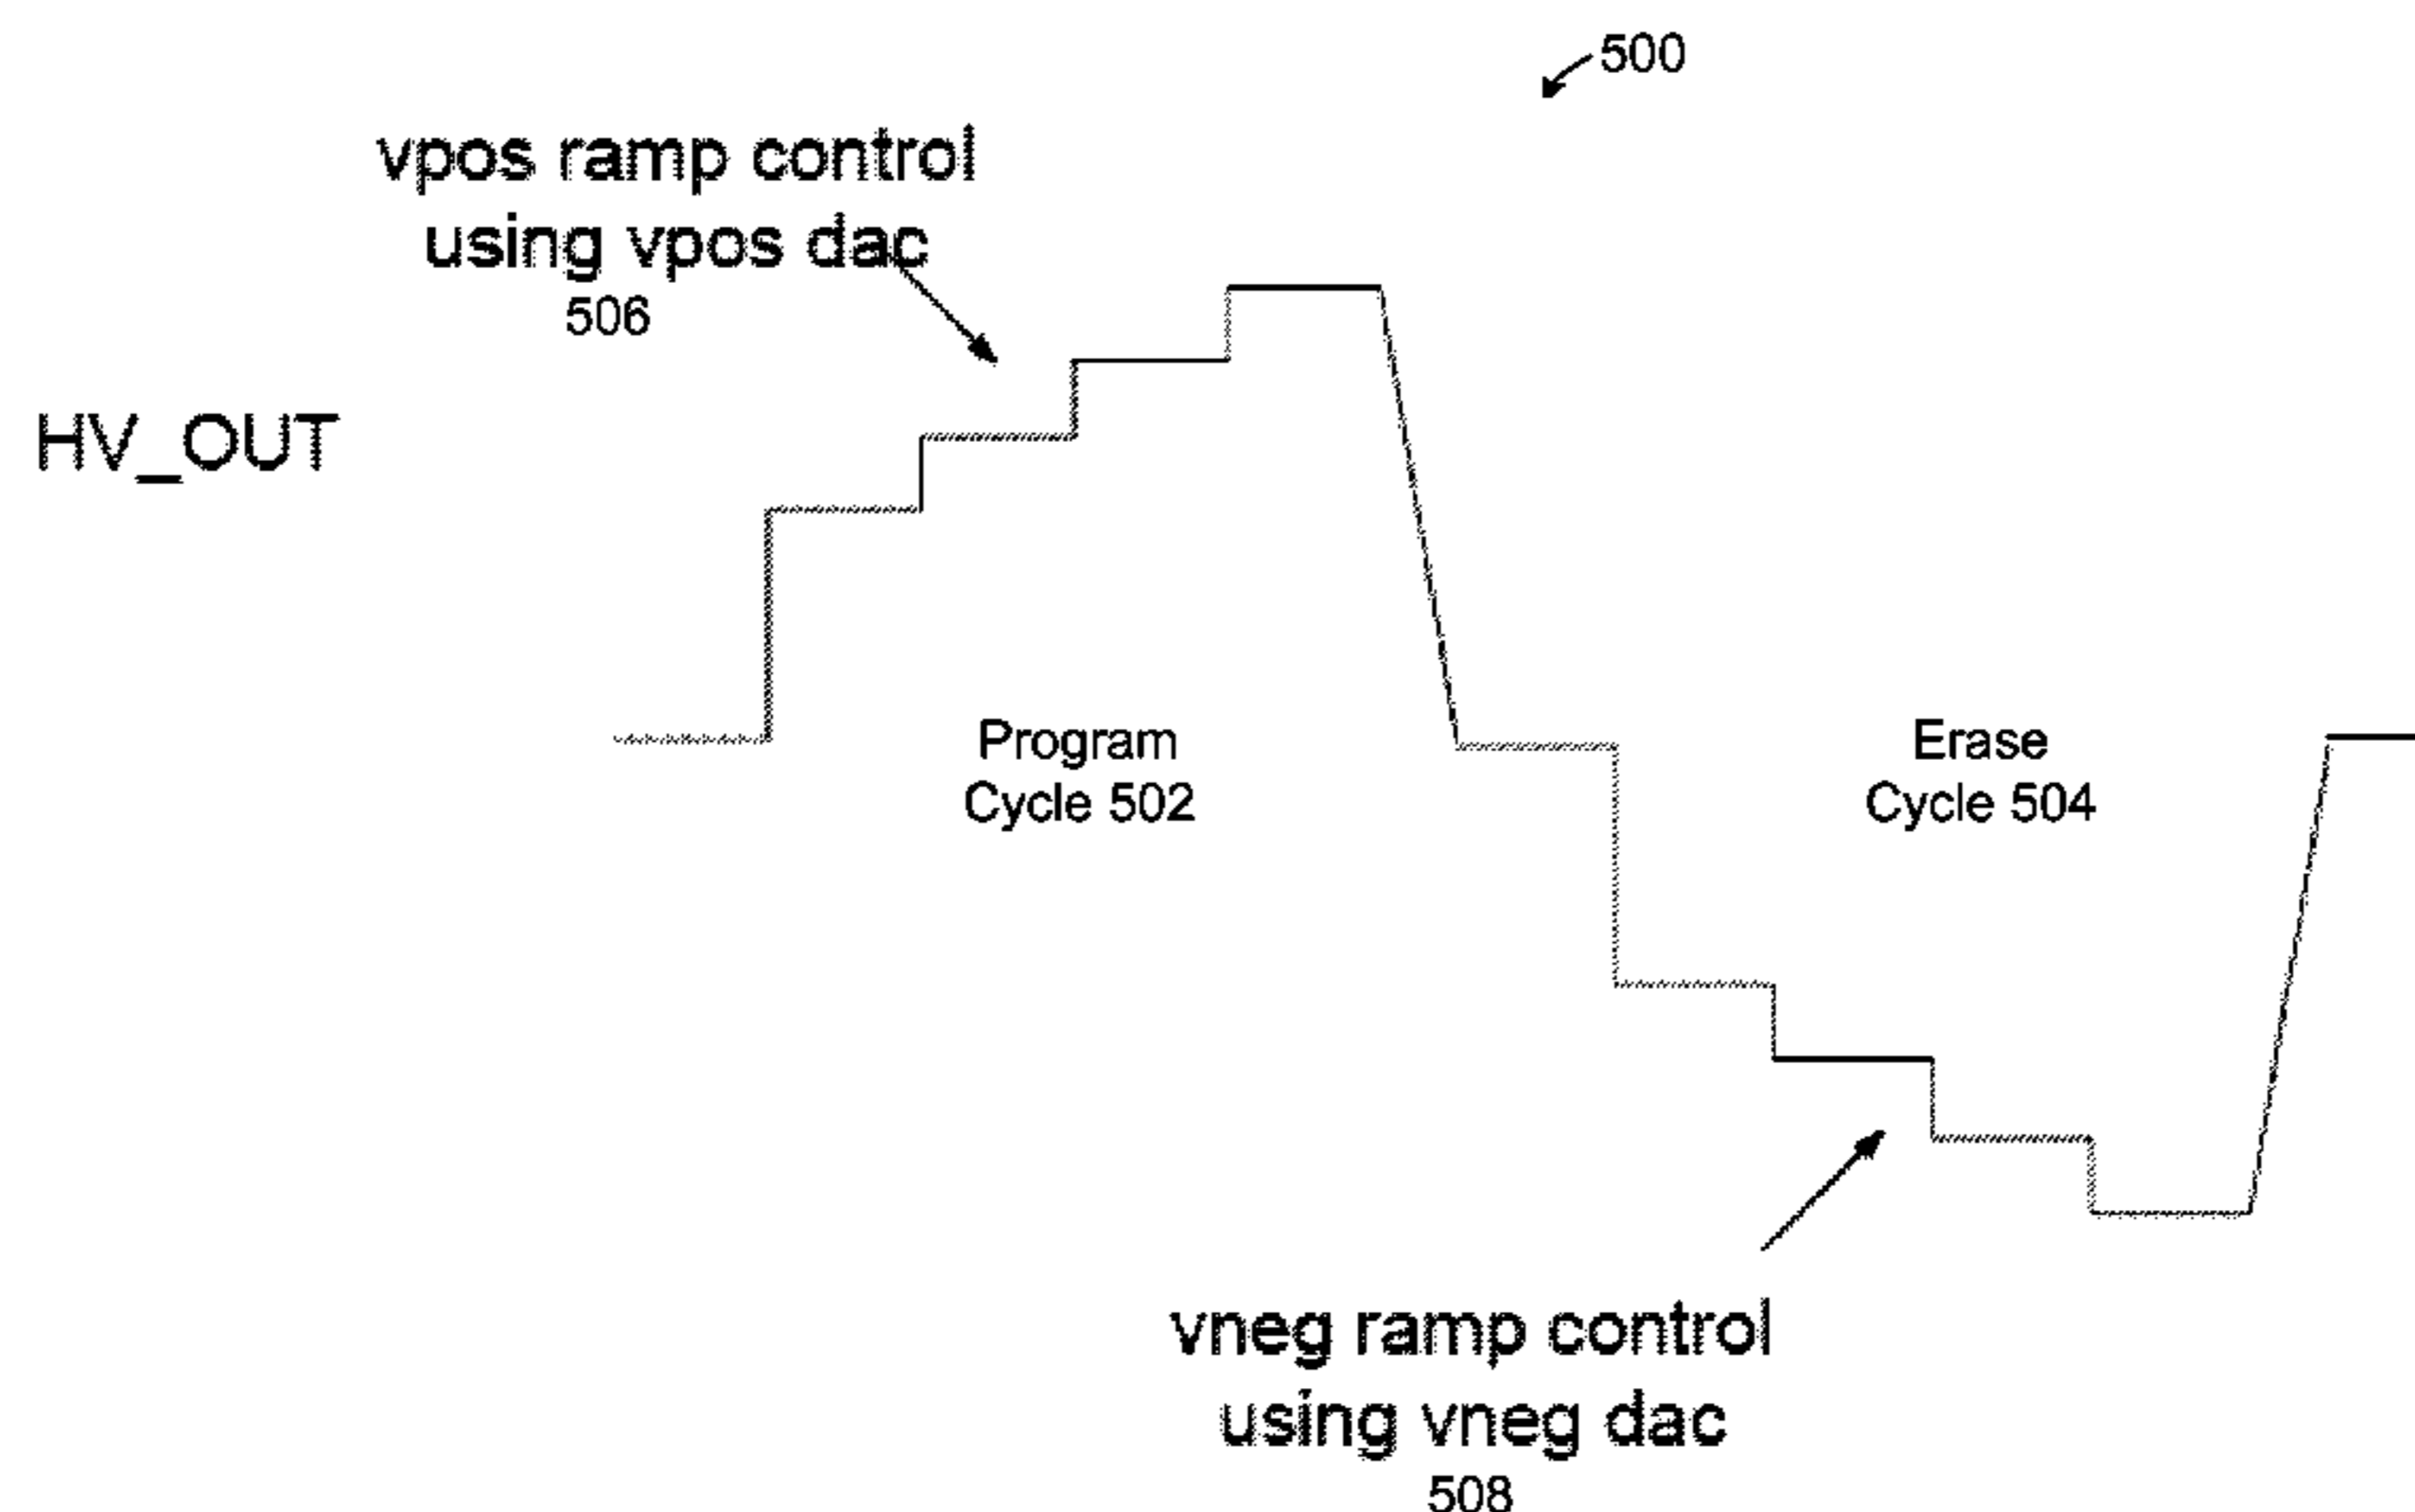 500
vpos ramp control
using vpos dac
506
HV_OUT
Program
Cycle 502
Erase
Cycle 504
vneg ramp control
using vneg dac
508